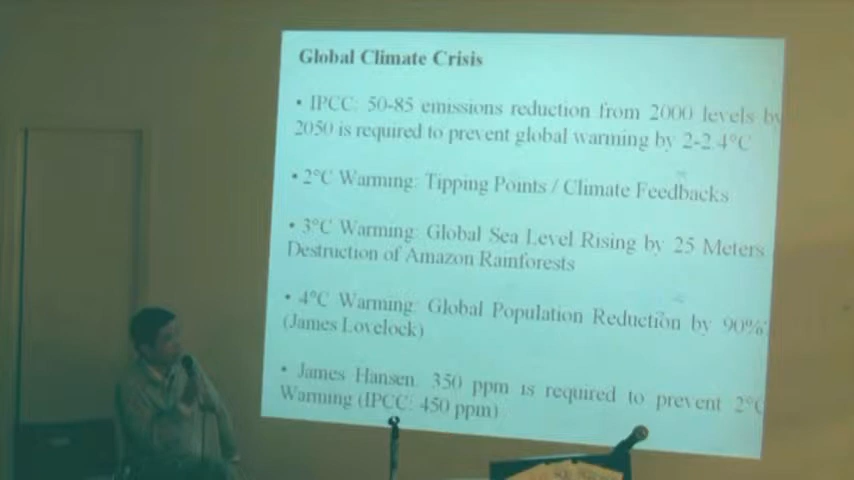 Global Climate Crisis
• IPCC: 50-85 emissions reduction from 2000 levels by
2050 is required to prevent global warming by 2-2.4°C
• 2°C Warming: Tipping Points / Climate Feedbacks
• 3°C Warming: Global Sea Level Rising by 25 Meters
Destruction of Amazon Rainforests
• 4°C Warming: Global Population Reduction by 90%
(James Lovelock)
• James Hansen: 350 ppm is required to prevent 2°C
Warming (IPCC: 450 ppm)